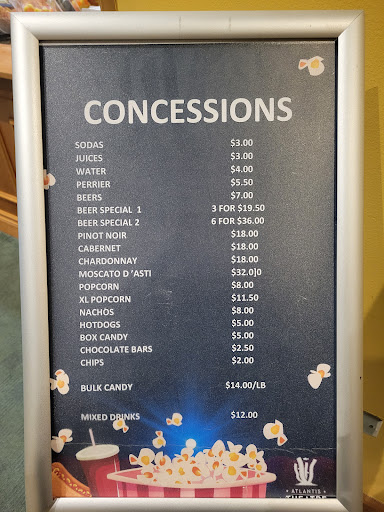 CONCESSIONS
SODAS $3.00
JUICES $3.00
WATER $4.00
PERRIER $5.50
BEERS $7.00
BEER SPECIAL 1 3 FOR $19.50
BEER SPECIAL 2 6 FOR $36.00
PINOT NOIR $18.00
CABERNET $18.00
CHARDONNAY $18.00
MOSCATO D 'ASTI $32.0]0
POPCORN $8.00
XL POPCORN $11.50
NACHOS $8.00
HOTDOGS $5.00
BOX CANDY $5.00
CHOCOLATE BARS $2.50
CHIPS $2.00
BULK CANDY $14.00/LB
MIXED DRINKS $12.00
• ATLANTIS •
THEATRE